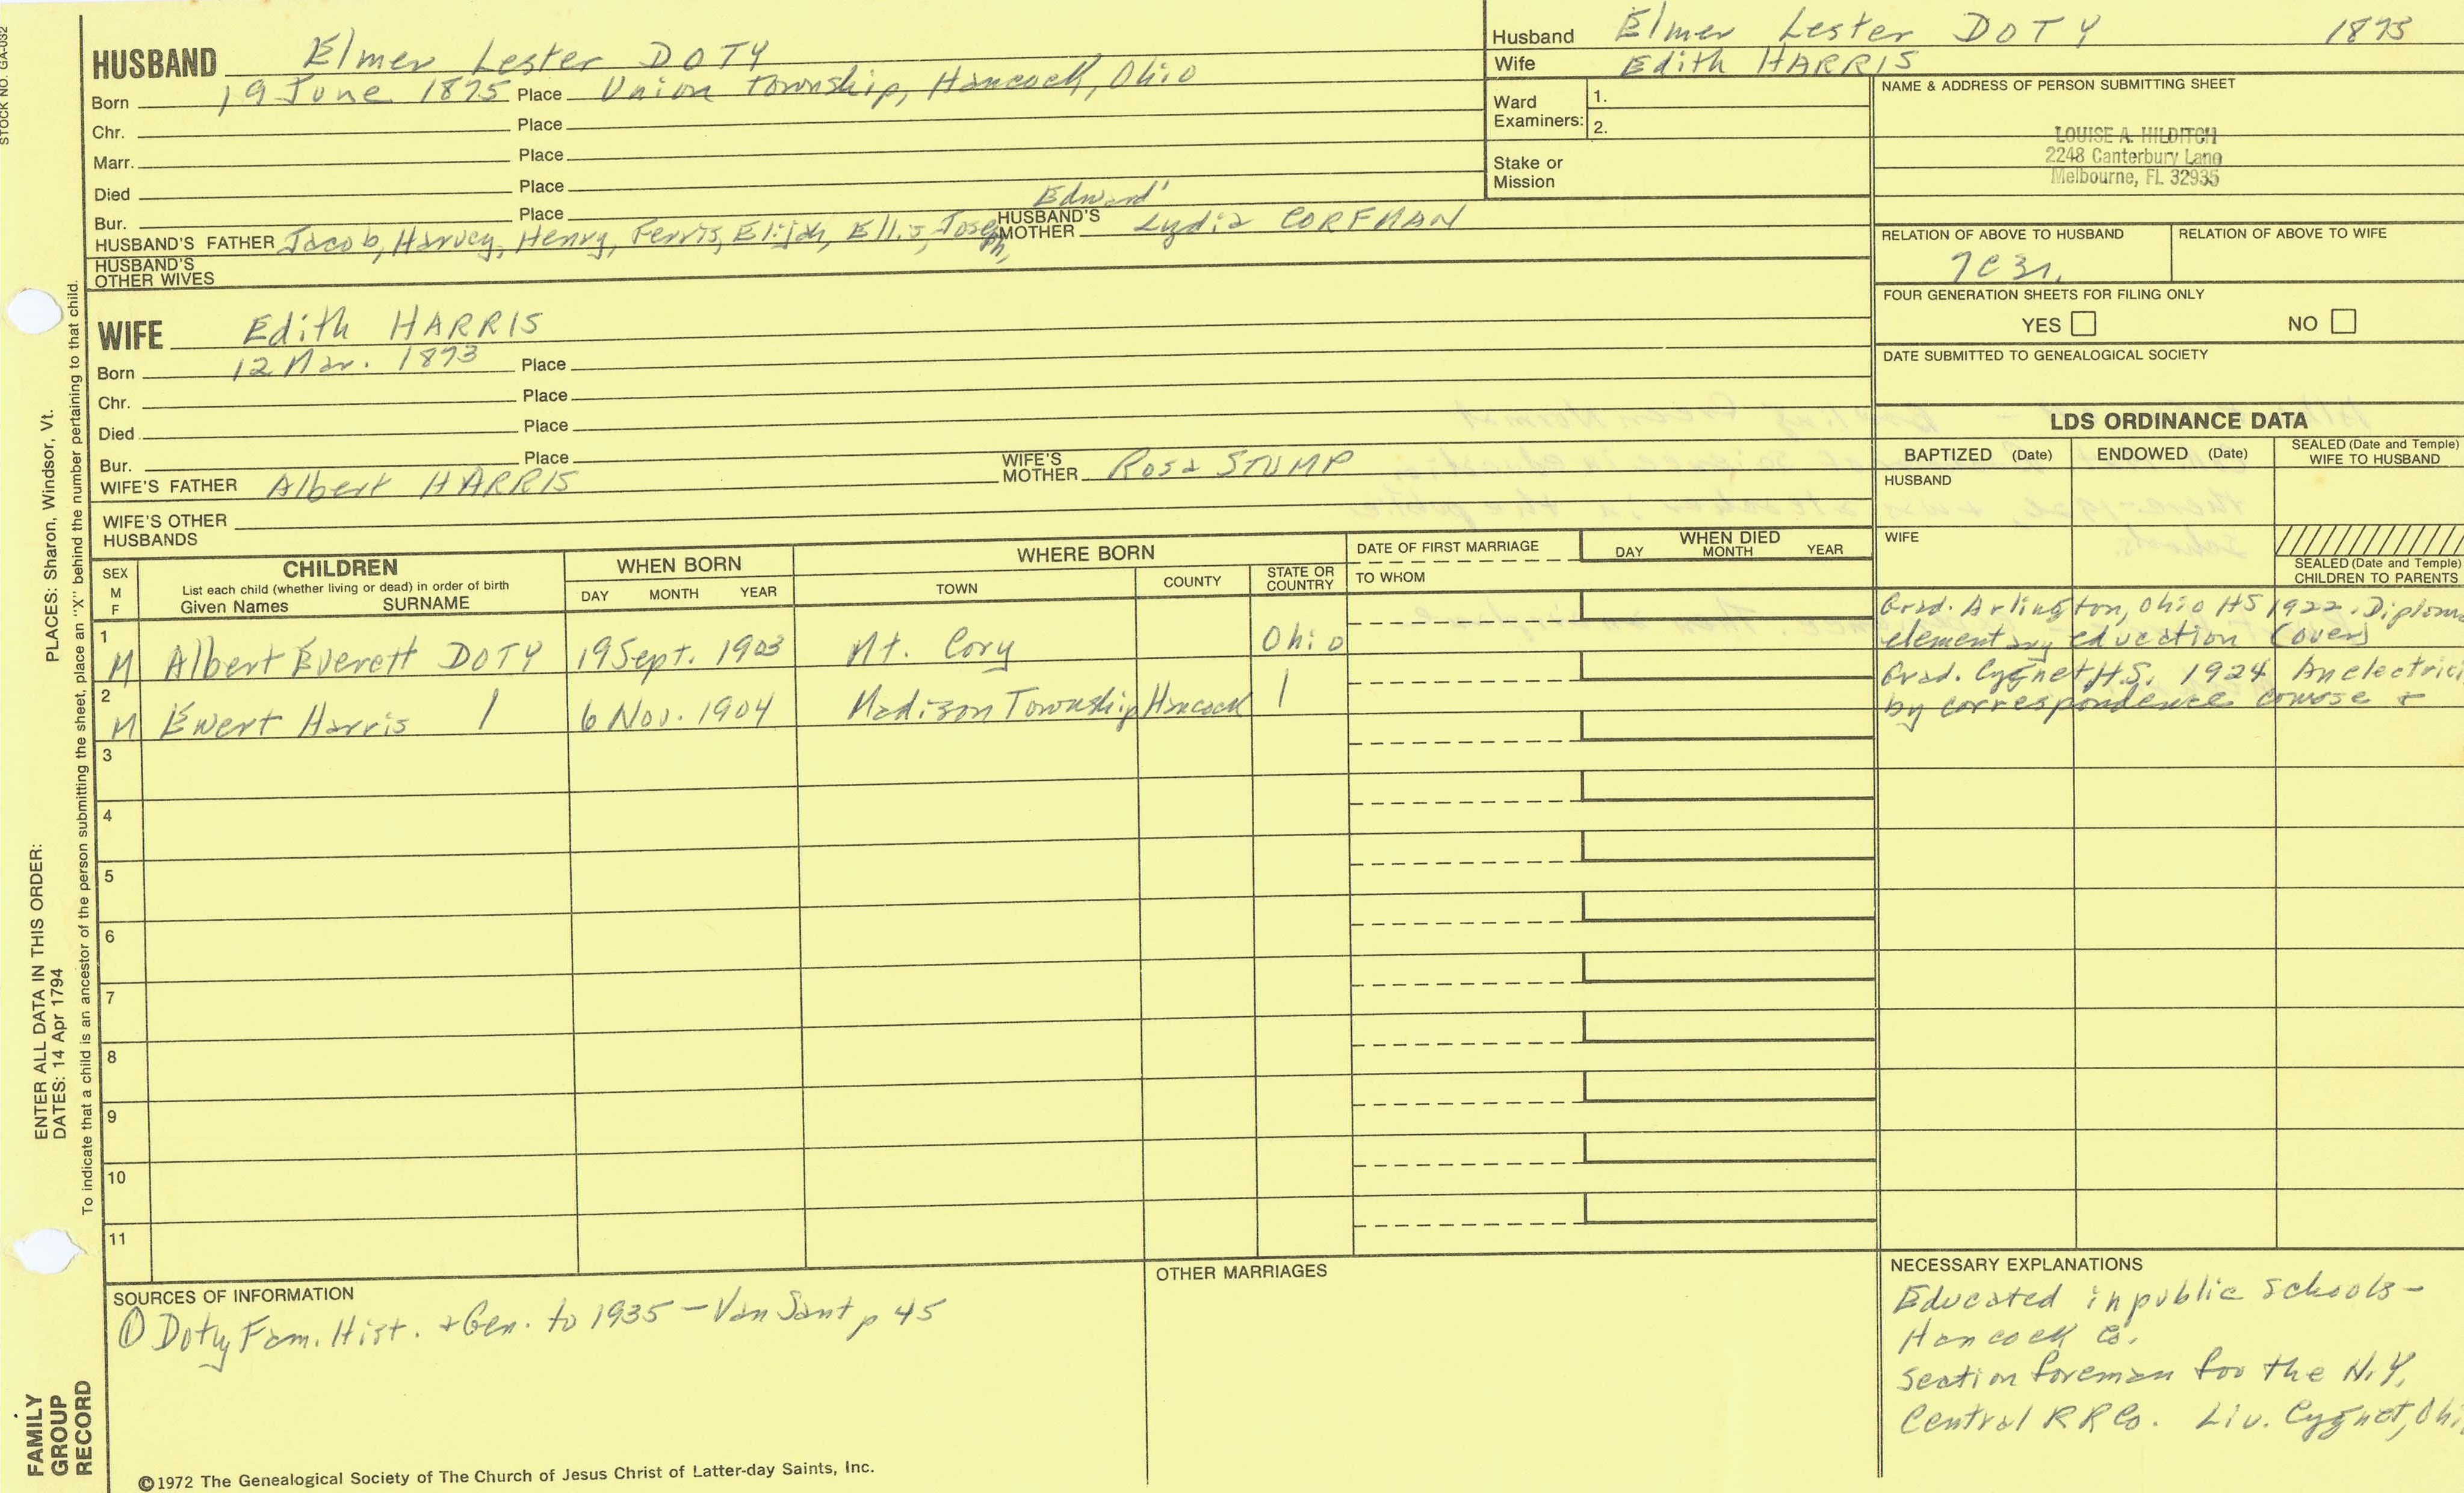 STOCK NO. GA-032
HUSBAND Elmer Lester DOTY
Born 19 June 1875 Place Union Township, Hancock, Ohio
Chr. Place
Marr. Place
Died Place
Bur. Place
Edward
HUSBAND'S FATHER Jacob, Harvey, Henry, Ferris, Elijah, Ellis, Joseph, HUSBAND'S MOTHER Lydia CORFMAN
HUSBAND'S OTHER WIVES
WIFE Edith HARRIS
Born 12 Mar. 1873 Place
Chr. Place
Died Place
Bur. Place
WIFE'S FATHER Albert HARRIS WIFE'S MOTHER Rosa STUMP
WIFE'S OTHER HUSBANDS
Husband Elmer Lester DOTY 1875
Wife Edith HARRIS
Ward Examiners: 1.
2.
Stake or Mission
NAME & ADDRESS OF PERSON SUBMITTING SHEET
LOUISE A. HILDITCH
2248 Canterbury Lane
Melbourne, FL 32935
RELATION OF ABOVE TO HUSBAND RELATION OF ABOVE TO WIFE
FOUR GENERATION SHEETS FOR FILING ONLY
YES NO
DATE SUBMITTED TO GENEALOGICAL SOCIETY
LDS ORDINANCE DATA
BAPTIZED (Date) ENDOWED (Date) SEALED (Date and Temple) WIFE TO HUSBAND
HUSBAND
WIFE
SEALED (Date and Temple) CHILDREN TO PARENTS
SEX M F
CHILDREN
List each child (whether living or dead) in order of birth
Given Names SURNAME
WHEN BORN
DAY MONTH YEAR
WHERE BORN
TOWN COUNTY STATE OR COUNTRY
DATE OF FIRST MARRIAGE
TO WHOM
WHEN DIED
DAY MONTH YEAR
1 M Albert Everett DOTY 19 Sept. 1903 Mt. Cory Ohio
Grad. Arlington, Ohio HS 1922. Diplom
elementary education (over)
2 M Ewert Harris 6 Nov. 1904 Madison Township Hancock
Grad. Cygnet H.S. 1924 An electrici
by correspondence course +
3
4
5
6
7
8
9
10
11
SOURCES OF INFORMATION
① Doty Fam. Hist. + Gen. to 1935 - Van Sant p 45
OTHER MARRIAGES
NECESSARY EXPLANATIONS
Educated in public schools -
Hancock Co.
Section foreman for the N.Y.
Central RR Co. Liv. Cygnet, Ohi
©1972 The Genealogical Society of The Church of Jesus Christ of Latter-day Saints, Inc.
FAMILY GROUP RECORD
ENTER ALL DATA IN THIS ORDER:
DATES: 14 Apr 1794
PLACES: Sharon, Windsor, Vt.
To indicate that a child is an ancestor of the person submitting the sheet, place an "X" behind the number pertaining to that child.